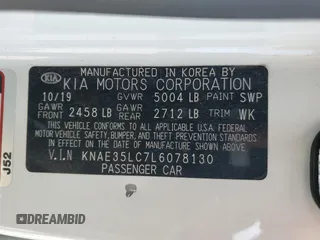 MANUFACTURED IN KOREA BY
KIA KIA MOTORS CORPORATION
10/19 GVWR 5004 LB PAINT SWP
GAWR FRONT 2458 LB GAWR REAR 2712 LB TRIM WK
THIS VEHICLE CONFORMS TO ALL APPLICABLE U.S. FEDERAL
MOTOR VEHICLE SAFETY, BUMPER, AND THEFT PREVENTION
STANDARDS IN EFFECT ON THE DATE OF MANUFACTURE
SHOWN ABOVE
V.I.N KNAE35LC7L6078130
PASSENGER CAR
J52
DREAMBID